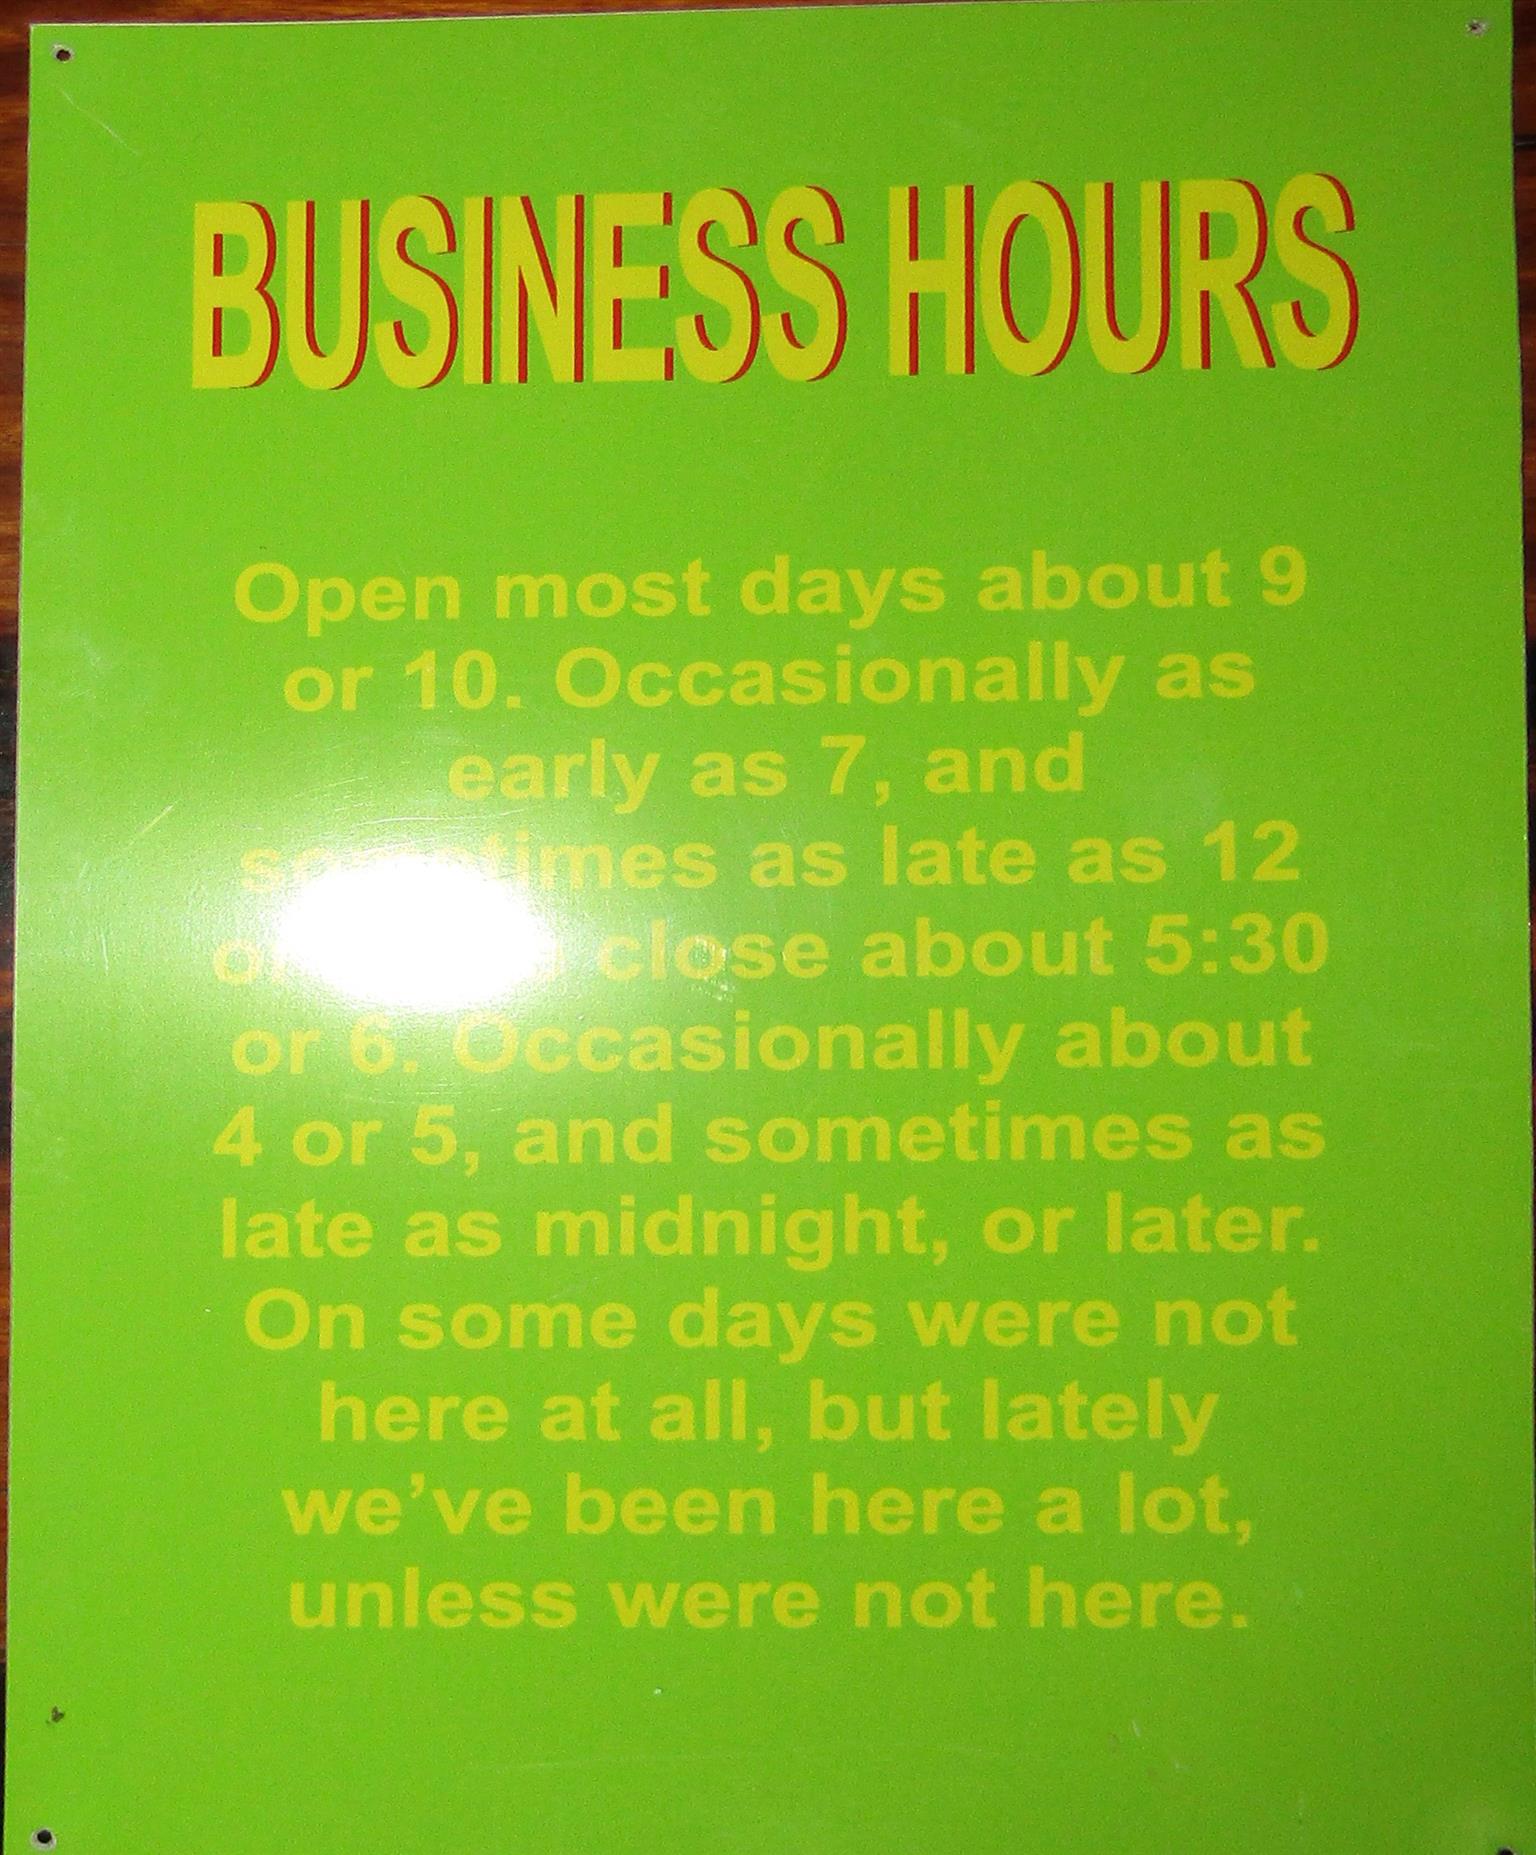 BUSINESS HOURS
Open most days about 9
or 10. Occasionally as
early as 7, and
sometimes as late as 12
close about 5:30
or 6. Occasionally about
4 or 5, and sometimes as
late as midnight, or later.
On some days were not
here at all, but lately
we’ve been here a lot,
unless were not here.